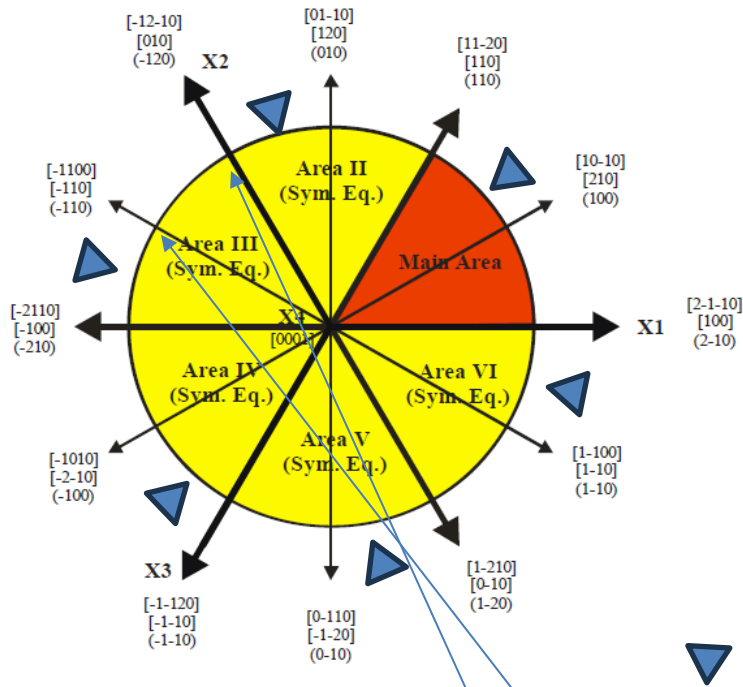 [-12-10]
[010]
(-120)
X2
[01-10]
[120]
(010)
[11-20]
[110]
(110)
[-1100]
[-110]
(-110)
Area II
(Sym. Eq.)
[10-10]
[210]
(100)
Area III
(Sym. Eq.)
Main Area
[-2110]
[-100]
(-210)
X4
[0001]
X1
[2-1-10]
[100]
(2-10)
Area IV
(Sym. Eq.)
Area VI
(Sym. Eq.)
Area V
(Sym. Eq.)
[-1010]
[-2-10]
(-100)
[1-100]
[1-10]
(1-10)
X3
[-1-120]
[-1-10]
(-1-10)
[0-110]
[-1-20]
(0-10)
[1-210]
[0-10]
(1-20)